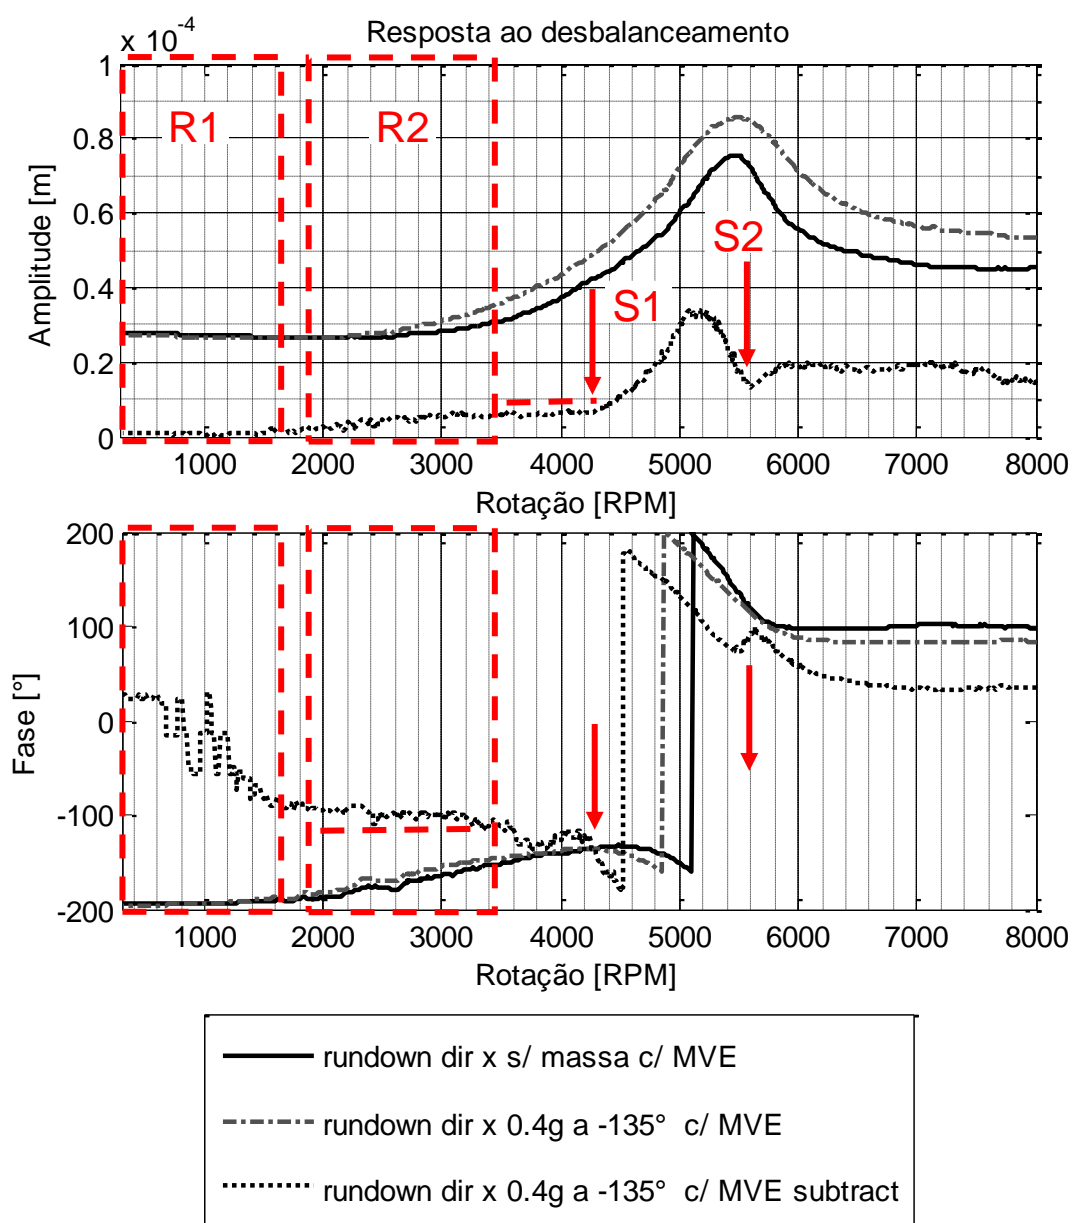 x 10^-4
Resposta ao desbalanceamento
1
0.8
0.6
0.4
0.2
0
Amplitude [m]
R1
R2
S1
S2
1000 2000 3000 4000 5000 6000 7000 8000
Rotação [RPM]
200
100
0
-100
-200
Fase [°]
1000 2000 3000 4000 5000 6000 7000 8000
Rotação [RPM]
rundown dir x s/ massa c/ MVE
rundown dir x 0.4g a -135° c/ MVE
rundown dir x 0.4g a -135° c/ MVE subtract